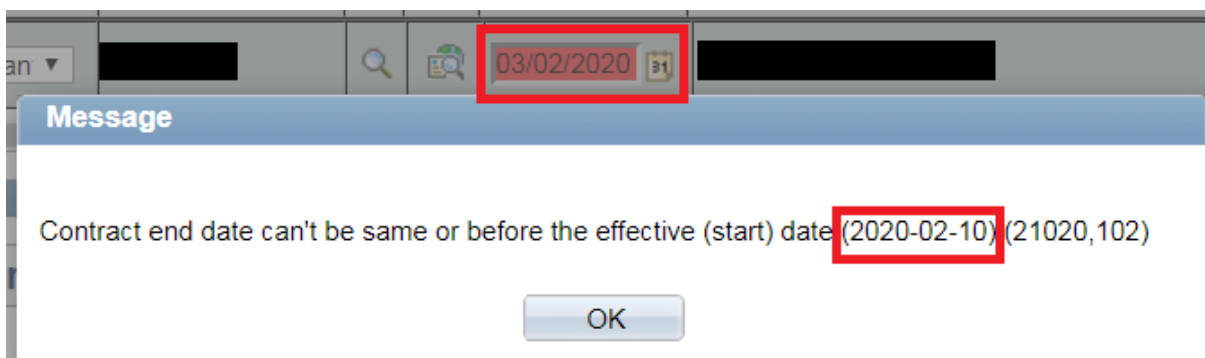 an
03/02/2020 31
Message
Contract end date can't be same or before the effective (start) date (2020-02-10) (21020,102)
OK